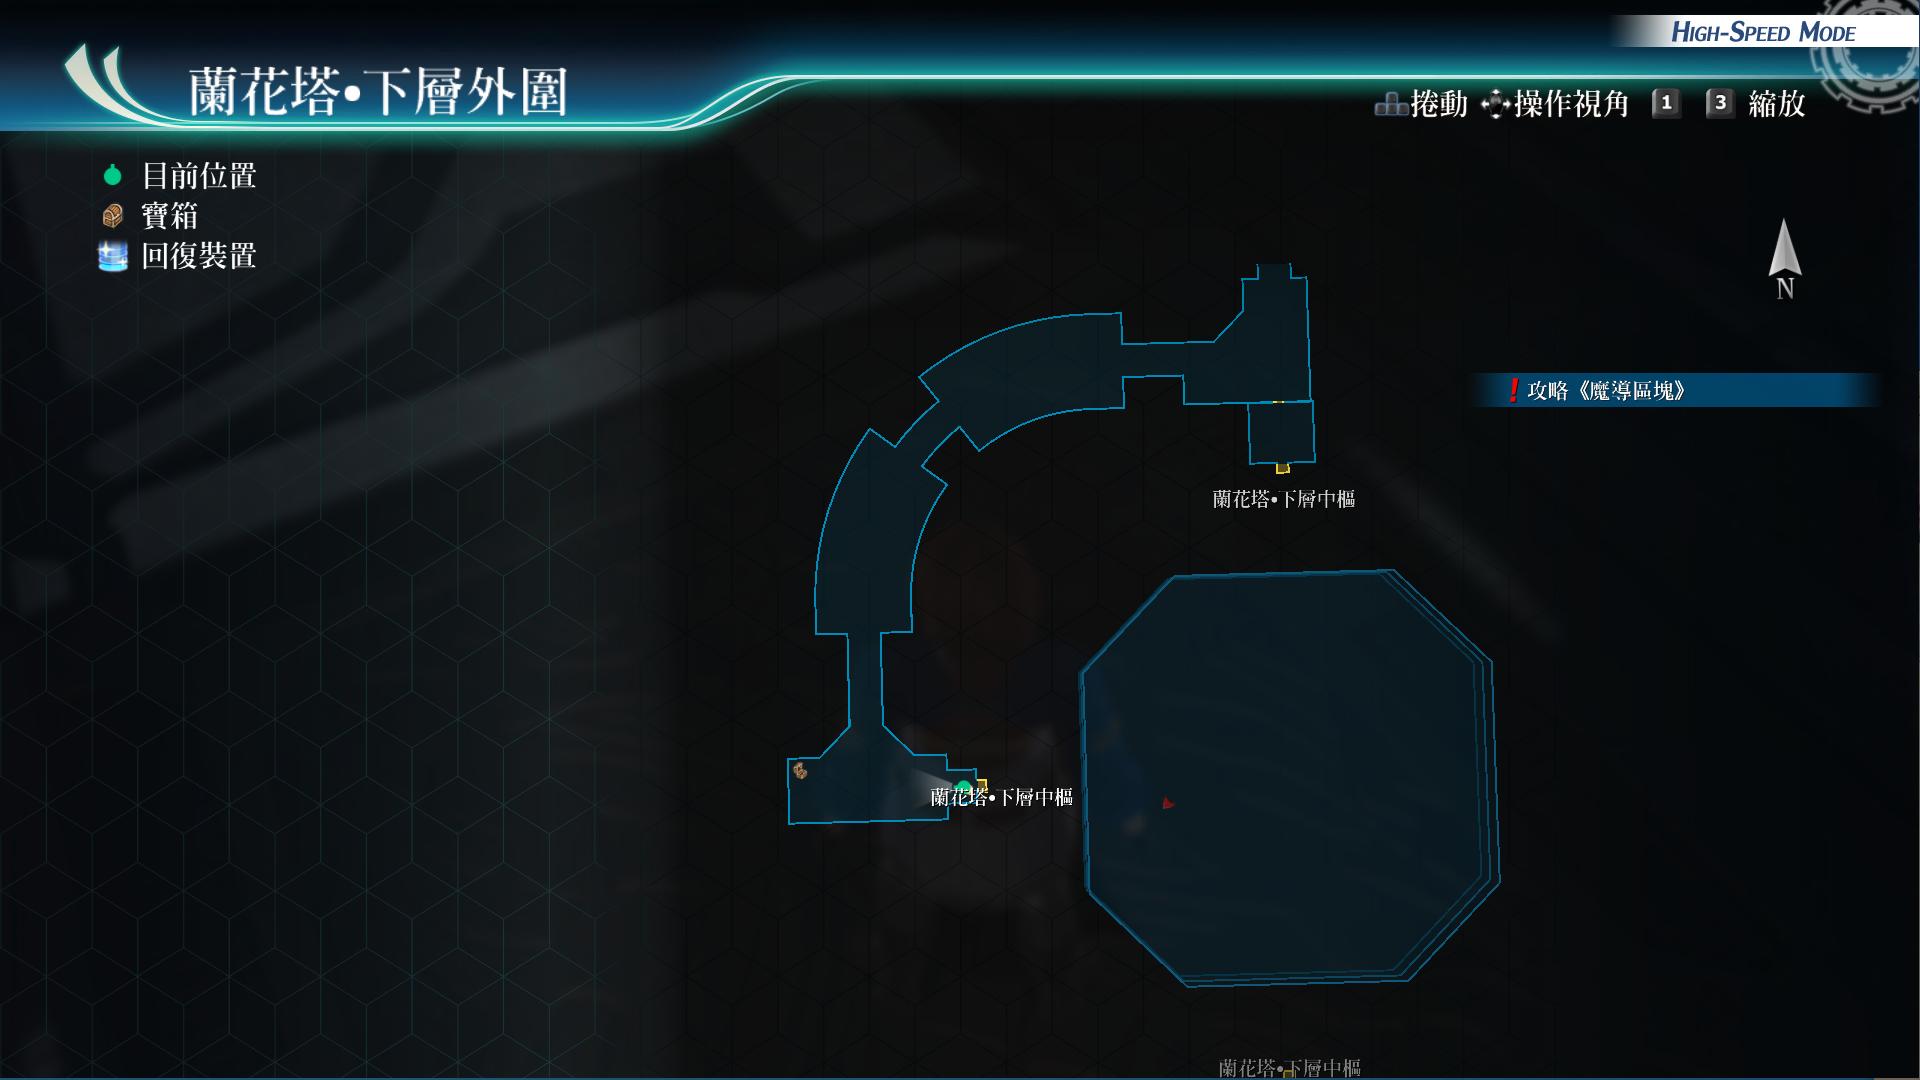 HIGH-SPEED MODE
蘭花塔•下層外圍
捲動 操作視角 1 3 縮放
目前位置
寶箱
回復裝置
N
攻略《魔導區塊》
蘭花塔•下層中樞
蘭花塔•下層中樞
蘭花塔•下層中樞